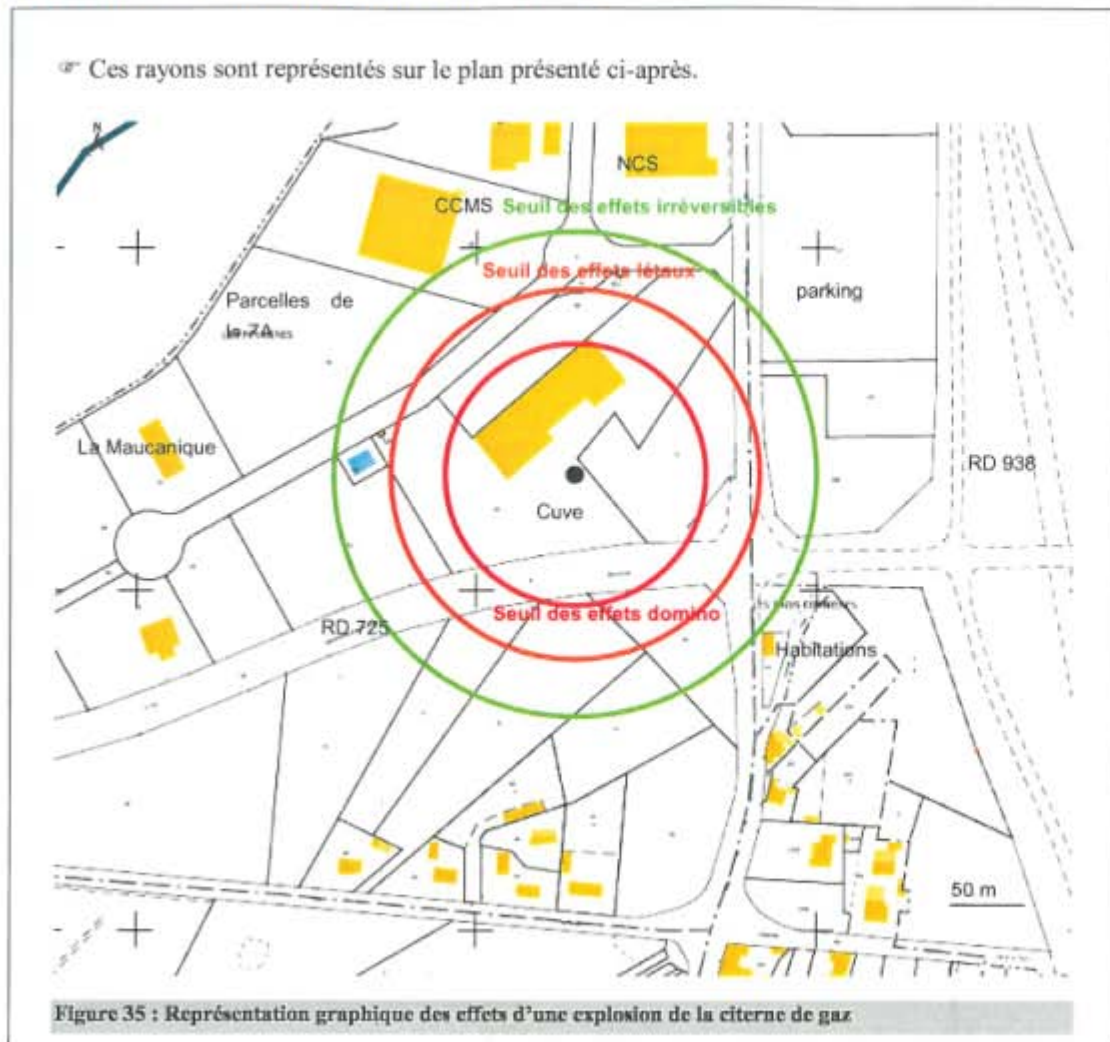 ☞ Ces rayons sont représentés sur le plan présenté ci-après.
N
NCS
CCMS
Seuil des effets irréversibles
Seuil des effets létaux
parking
Parcelles de
la ZA
La Maucanique
RD 938
Cuve
Seuil des effets domino
RD 725
Habitations
50 m
Figure 35 : Représentation graphique des effets d'une explosion de la citerne de gaz